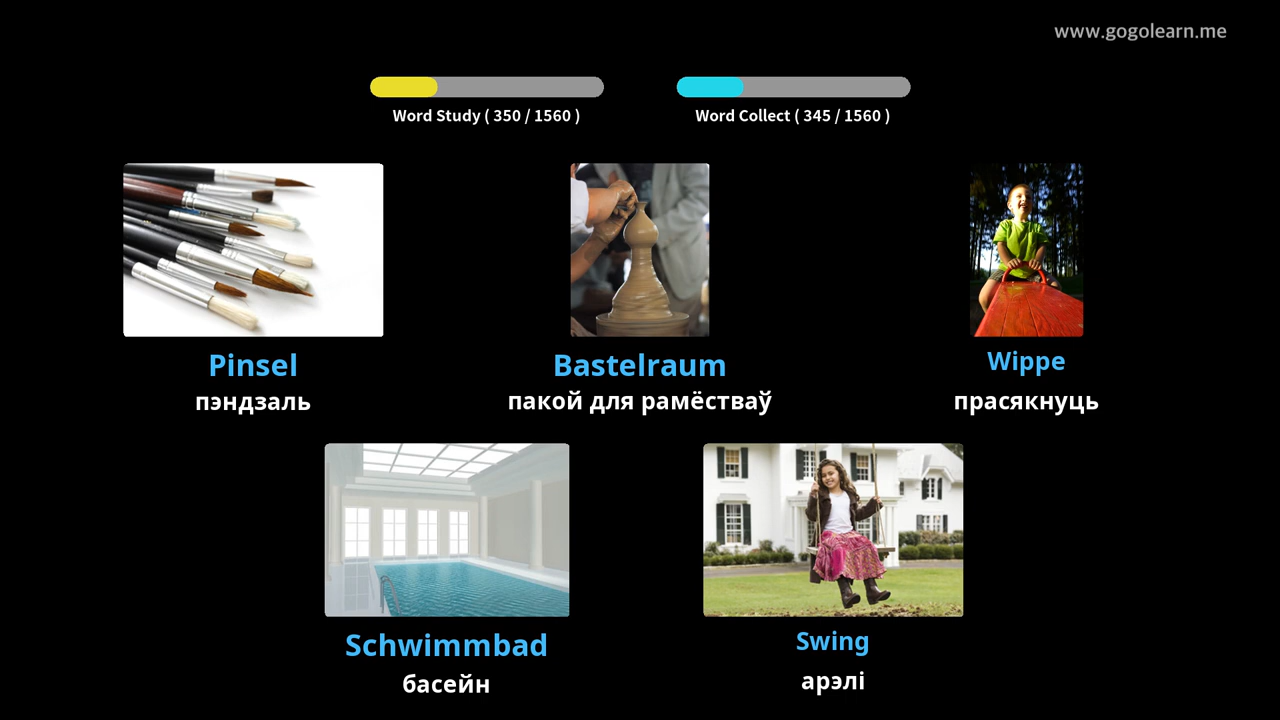 www.gogolearn.me
Word Study ( 350 / 1560 )
Word Collect ( 345 / 1560 )
Pinsel
пэндзаль
Bastelraum
пакой для рамёстваў
Wippe
прасякнуць
Schwimmbad
басейн
Swing
арэлі